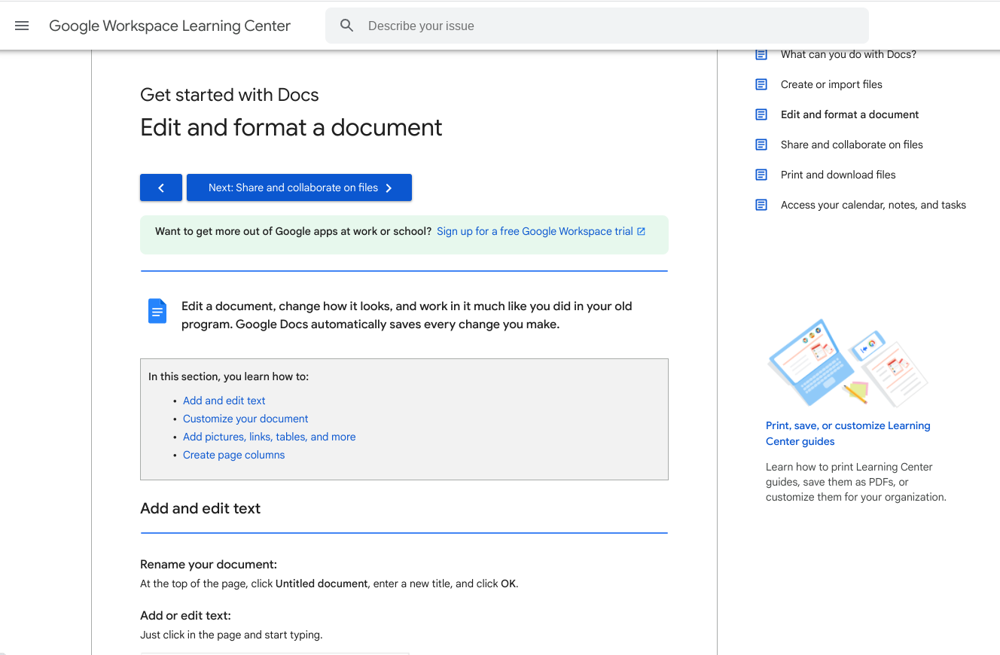 Google Workspace Learning Center
Describe your issue
Get started with Docs
Edit and format a document
Next: Share and collaborate on files
Want to get more out of Google apps at work or school? Sign up for a free Google Workspace trial
Edit a document, change how it looks, and work in it much like you did in your old
program. Google Docs automatically saves every change you make.
In this section, you learn how to:
• Add and edit text
• Customize your document
• Add pictures, links, tables, and more
• Create page columns
Add and edit text
Rename your document:
At the top of the page, click Untitled document, enter a new title, and click OK.
Add or edit text:
Just click in the page and start typing.
What can you do with Docs?
Create or import files
Edit and format a document
Share and collaborate on files
Print and download files
Access your calendar, notes, and tasks
Print, save, or customize Learning
Center guides
Learn how to print Learning Center
guides, save them as PDFs, or
customize them for your organization.